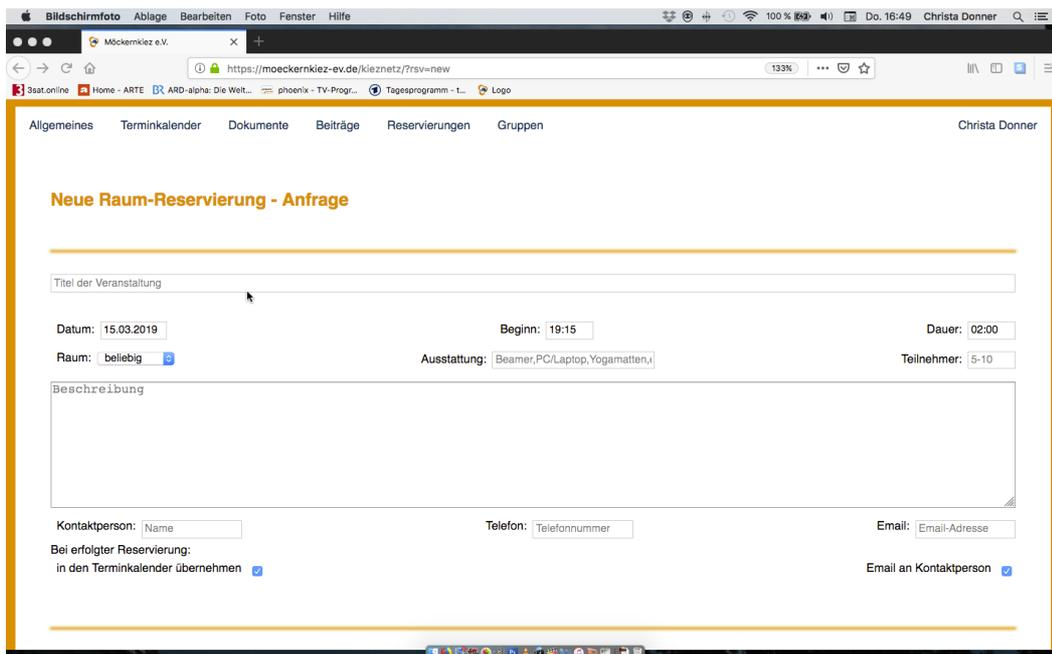 Bildschirmfoto Ablage Bearbeiten Foto Fenster Hilfe 100 % Do. 16:49 Christa Donner
Möckernkiez e.V.
https://moeckernkiez-ev.de/kieznetz/?rsv=new 133%
3sat.online Home - ARTE ARD-alpha: Die Welt... phoenix - TV-Progr... Tagesprogramm - t... Logo
Allgemeines Terminkalender Dokumente Beiträge Reservierungen Gruppen Christa Donner
Neue Raum-Reservierung - Anfrage
Titel der Veranstaltung
Datum: 15.03.2019 Beginn: 19:15 Dauer: 02:00
Raum: beliebig Ausstattung: Beamer,PC/Laptop,Yogamatten, Teilnehmer: 5-10
Beschreibung
Kontaktperson: Name Telefon: Telefonnummer Email: Email-Adresse
Bei erfolgter Reservierung:
in den Terminkalender übernehmen Email an Kontaktperson